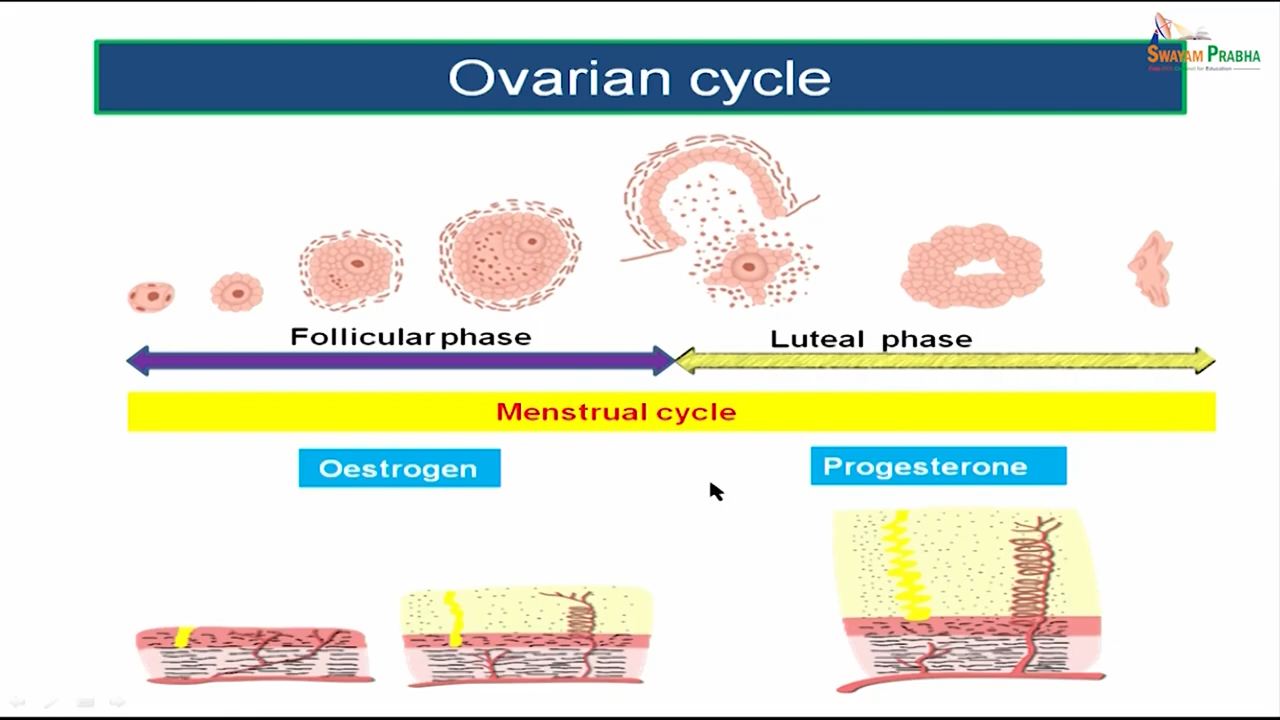 Ovarian cycle
SWAYAM PRABHA
Follicular phase
Luteal phase
Menstrual cycle
Oestrogen
Progesterone